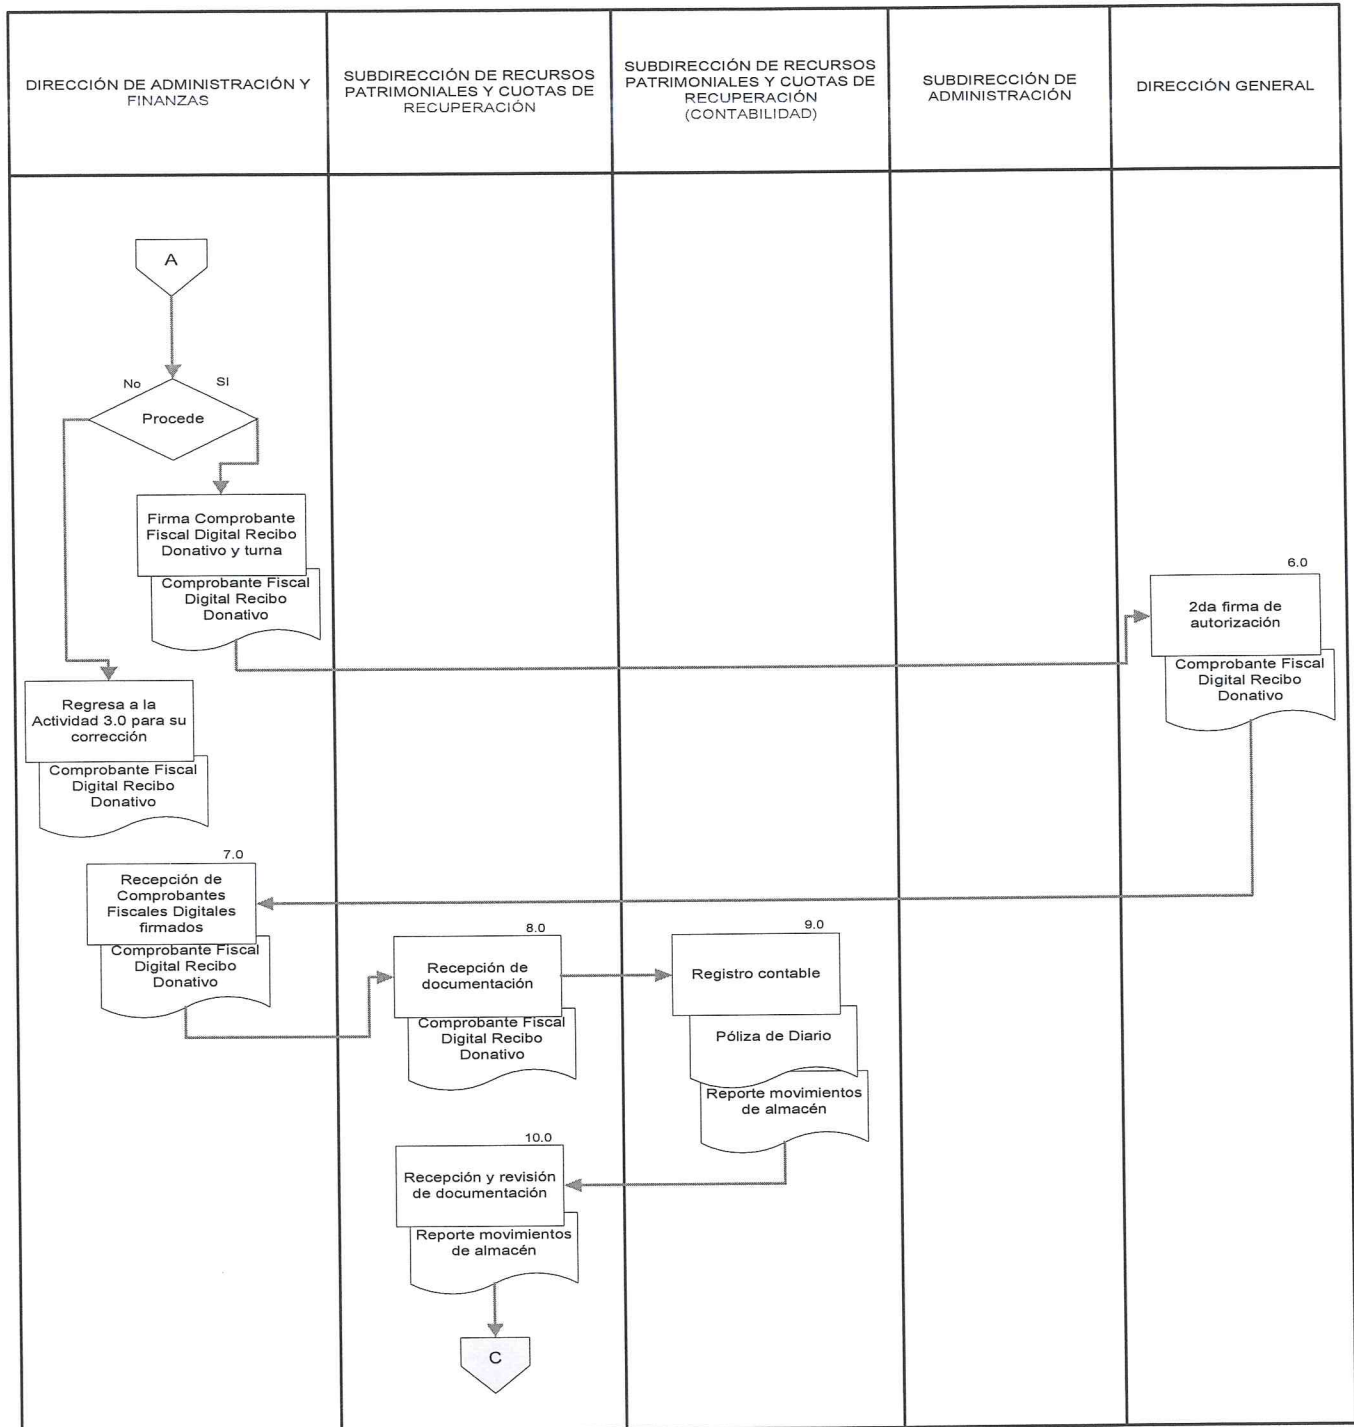 DIRECCIÓN DE ADMINISTRACIÓN Y
FINANZAS
SUBDIRECCIÓN DE RECURSOS
PATRIMONIALES Y CUOTAS DE
RECUPERACIÓN
SUBDIRECCIÓN DE RECURSOS
PATRIMONIALES Y CUOTAS DE
RECUPERACIÓN
(CONTABILIDAD)
SUBDIRECCIÓN DE
ADMINISTRACIÓN
DIRECCIÓN GENERAL
A
No
SI
Procede
Firma Comprobante
Fiscal Digital Recibo
Donativo y turna
Comprobante Fiscal
Digital Recibo
Donativo
6.0
2da firma de
autorización
Comprobante Fiscal
Digital Recibo
Donativo
Regresa a la
Actividad 3.0 para su
corrección
Comprobante Fiscal
Digital Recibo
Donativo
7.0
Recepción de
Comprobantes
Fiscales Digitales
firmados
Comprobante Fiscal
Digital Recibo
Donativo
8.0
Recepción de
documentación
Comprobante Fiscal
Digital Recibo
Donativo
9.0
Registro contable
Póliza de Diario
Reporte movimientos
de almacén
10.0
Recepción y revisión
de documentación
Reporte movimientos
de almacén
C